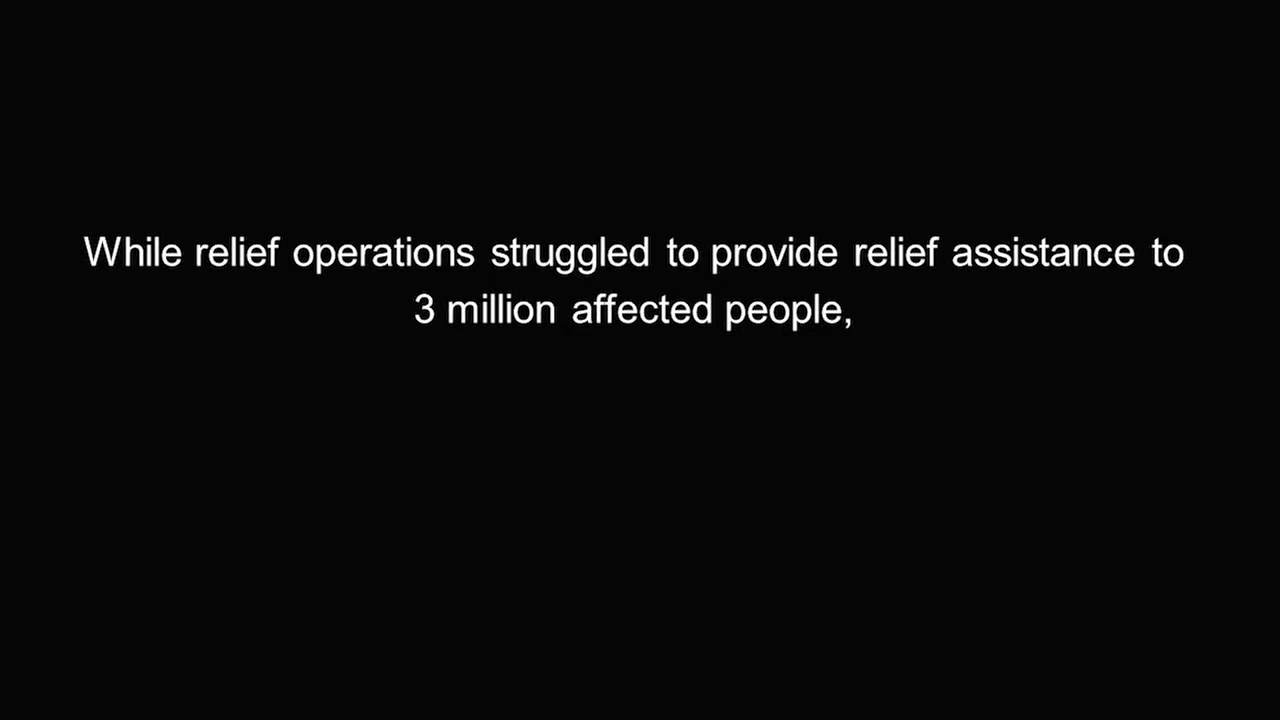 While relief operations struggled to provide relief assistance to
3 million affected people,